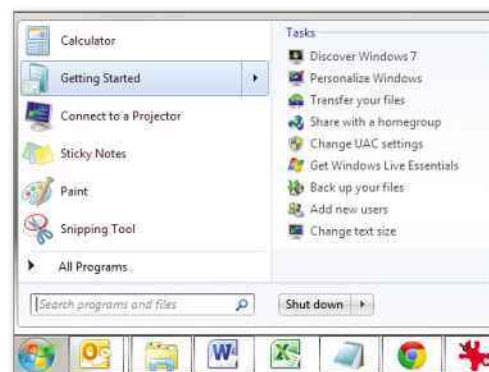 Calculator
Getting Started
Connect to a Projector
Sticky Notes
Paint
Snipping Tool
All Programs
Search programs and files
Tasks
Discover Windows 7
Personalize Windows
Transfer your files
Share with a homegroup
Change UAC settings
Get Windows Live Essentials
Back up your files
Add new users
Change text size
Shut down